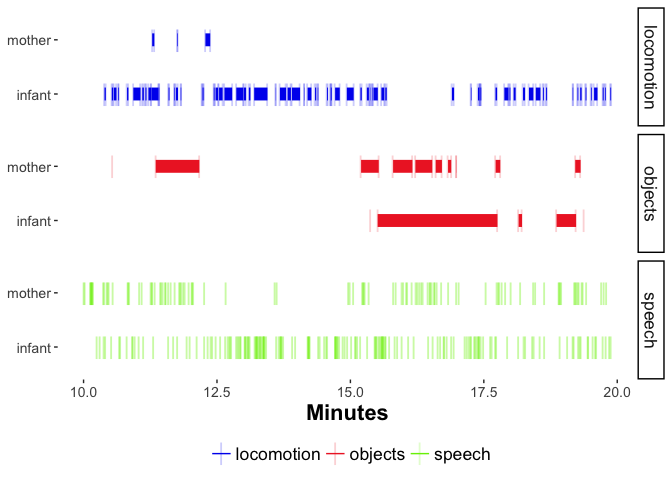 mother
infant
locomotion
mother
infant
objects
mother
infant
speech
10.0 12.5 15.0 17.5 20.0
Minutes
locomotion objects speech